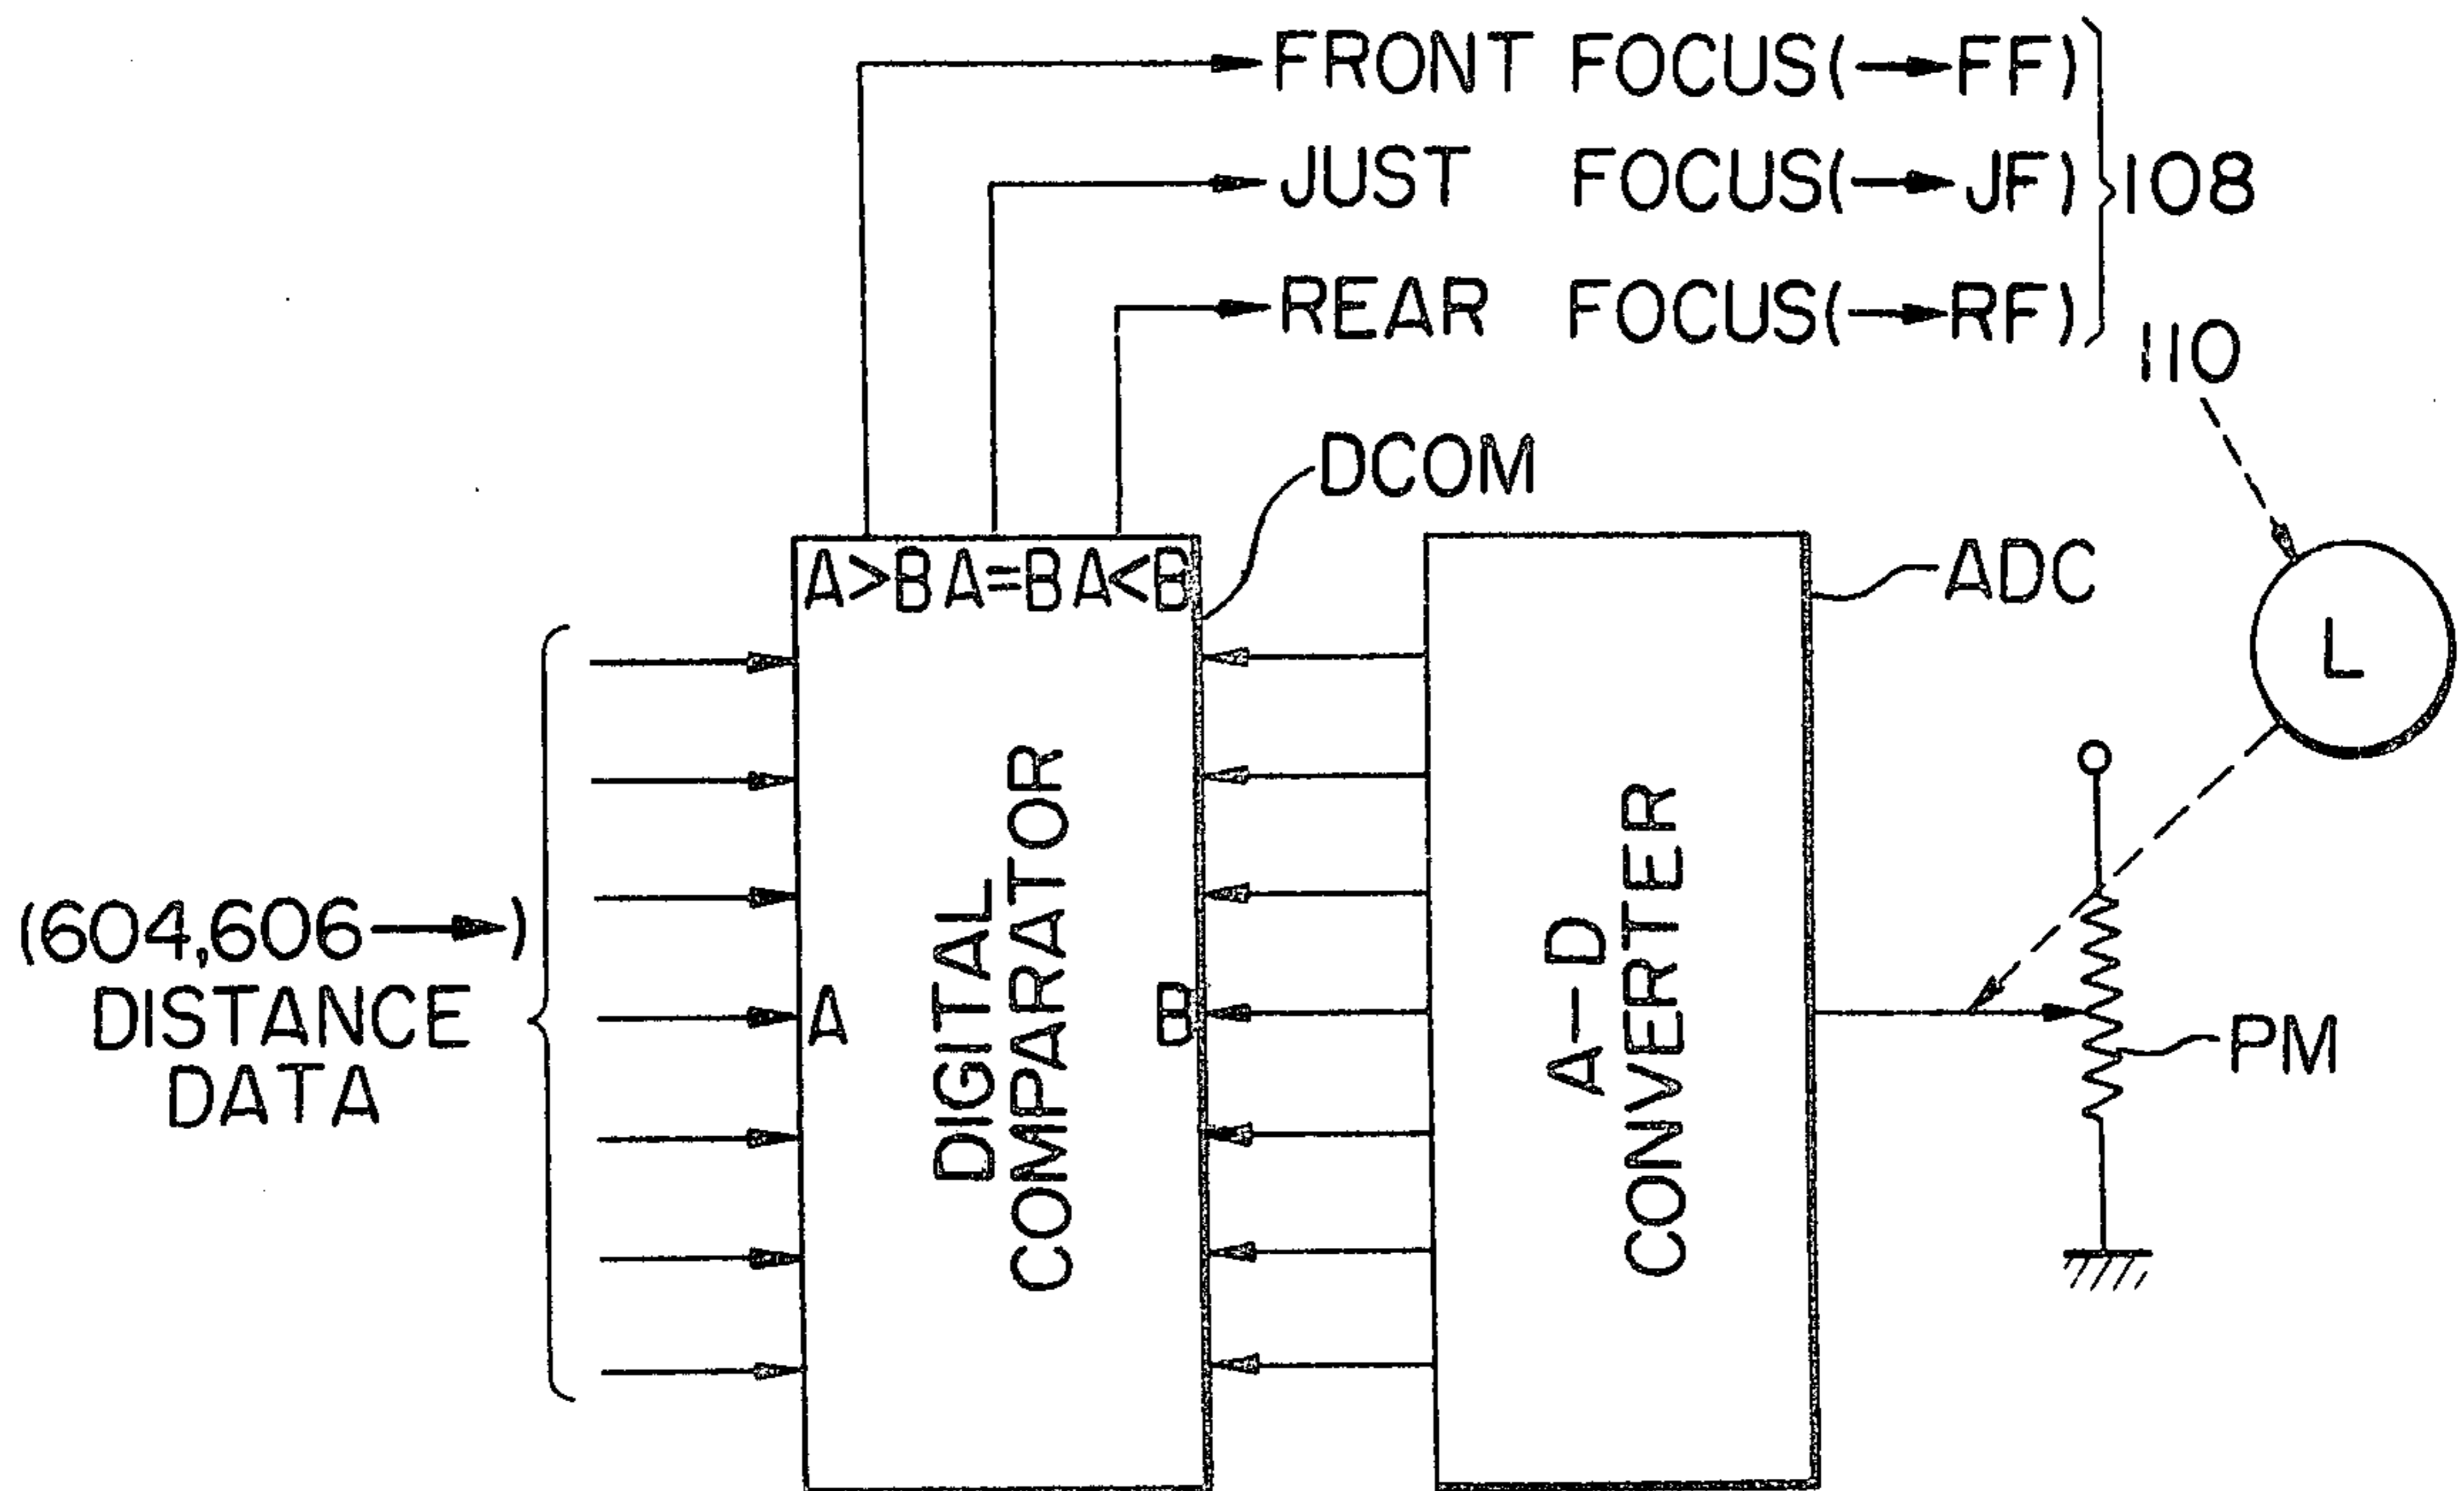 FRONT FOCUS(→FF)
JUST FOCUS(→JF)
REAR FOCUS(→RF)
108
110
DCOM
A>B A=B A<B
ADC
L
(604,606→)
DISTANCE
DATA
A
DIGITAL
COMPARATOR
B
A-D
CONVERTER
PM